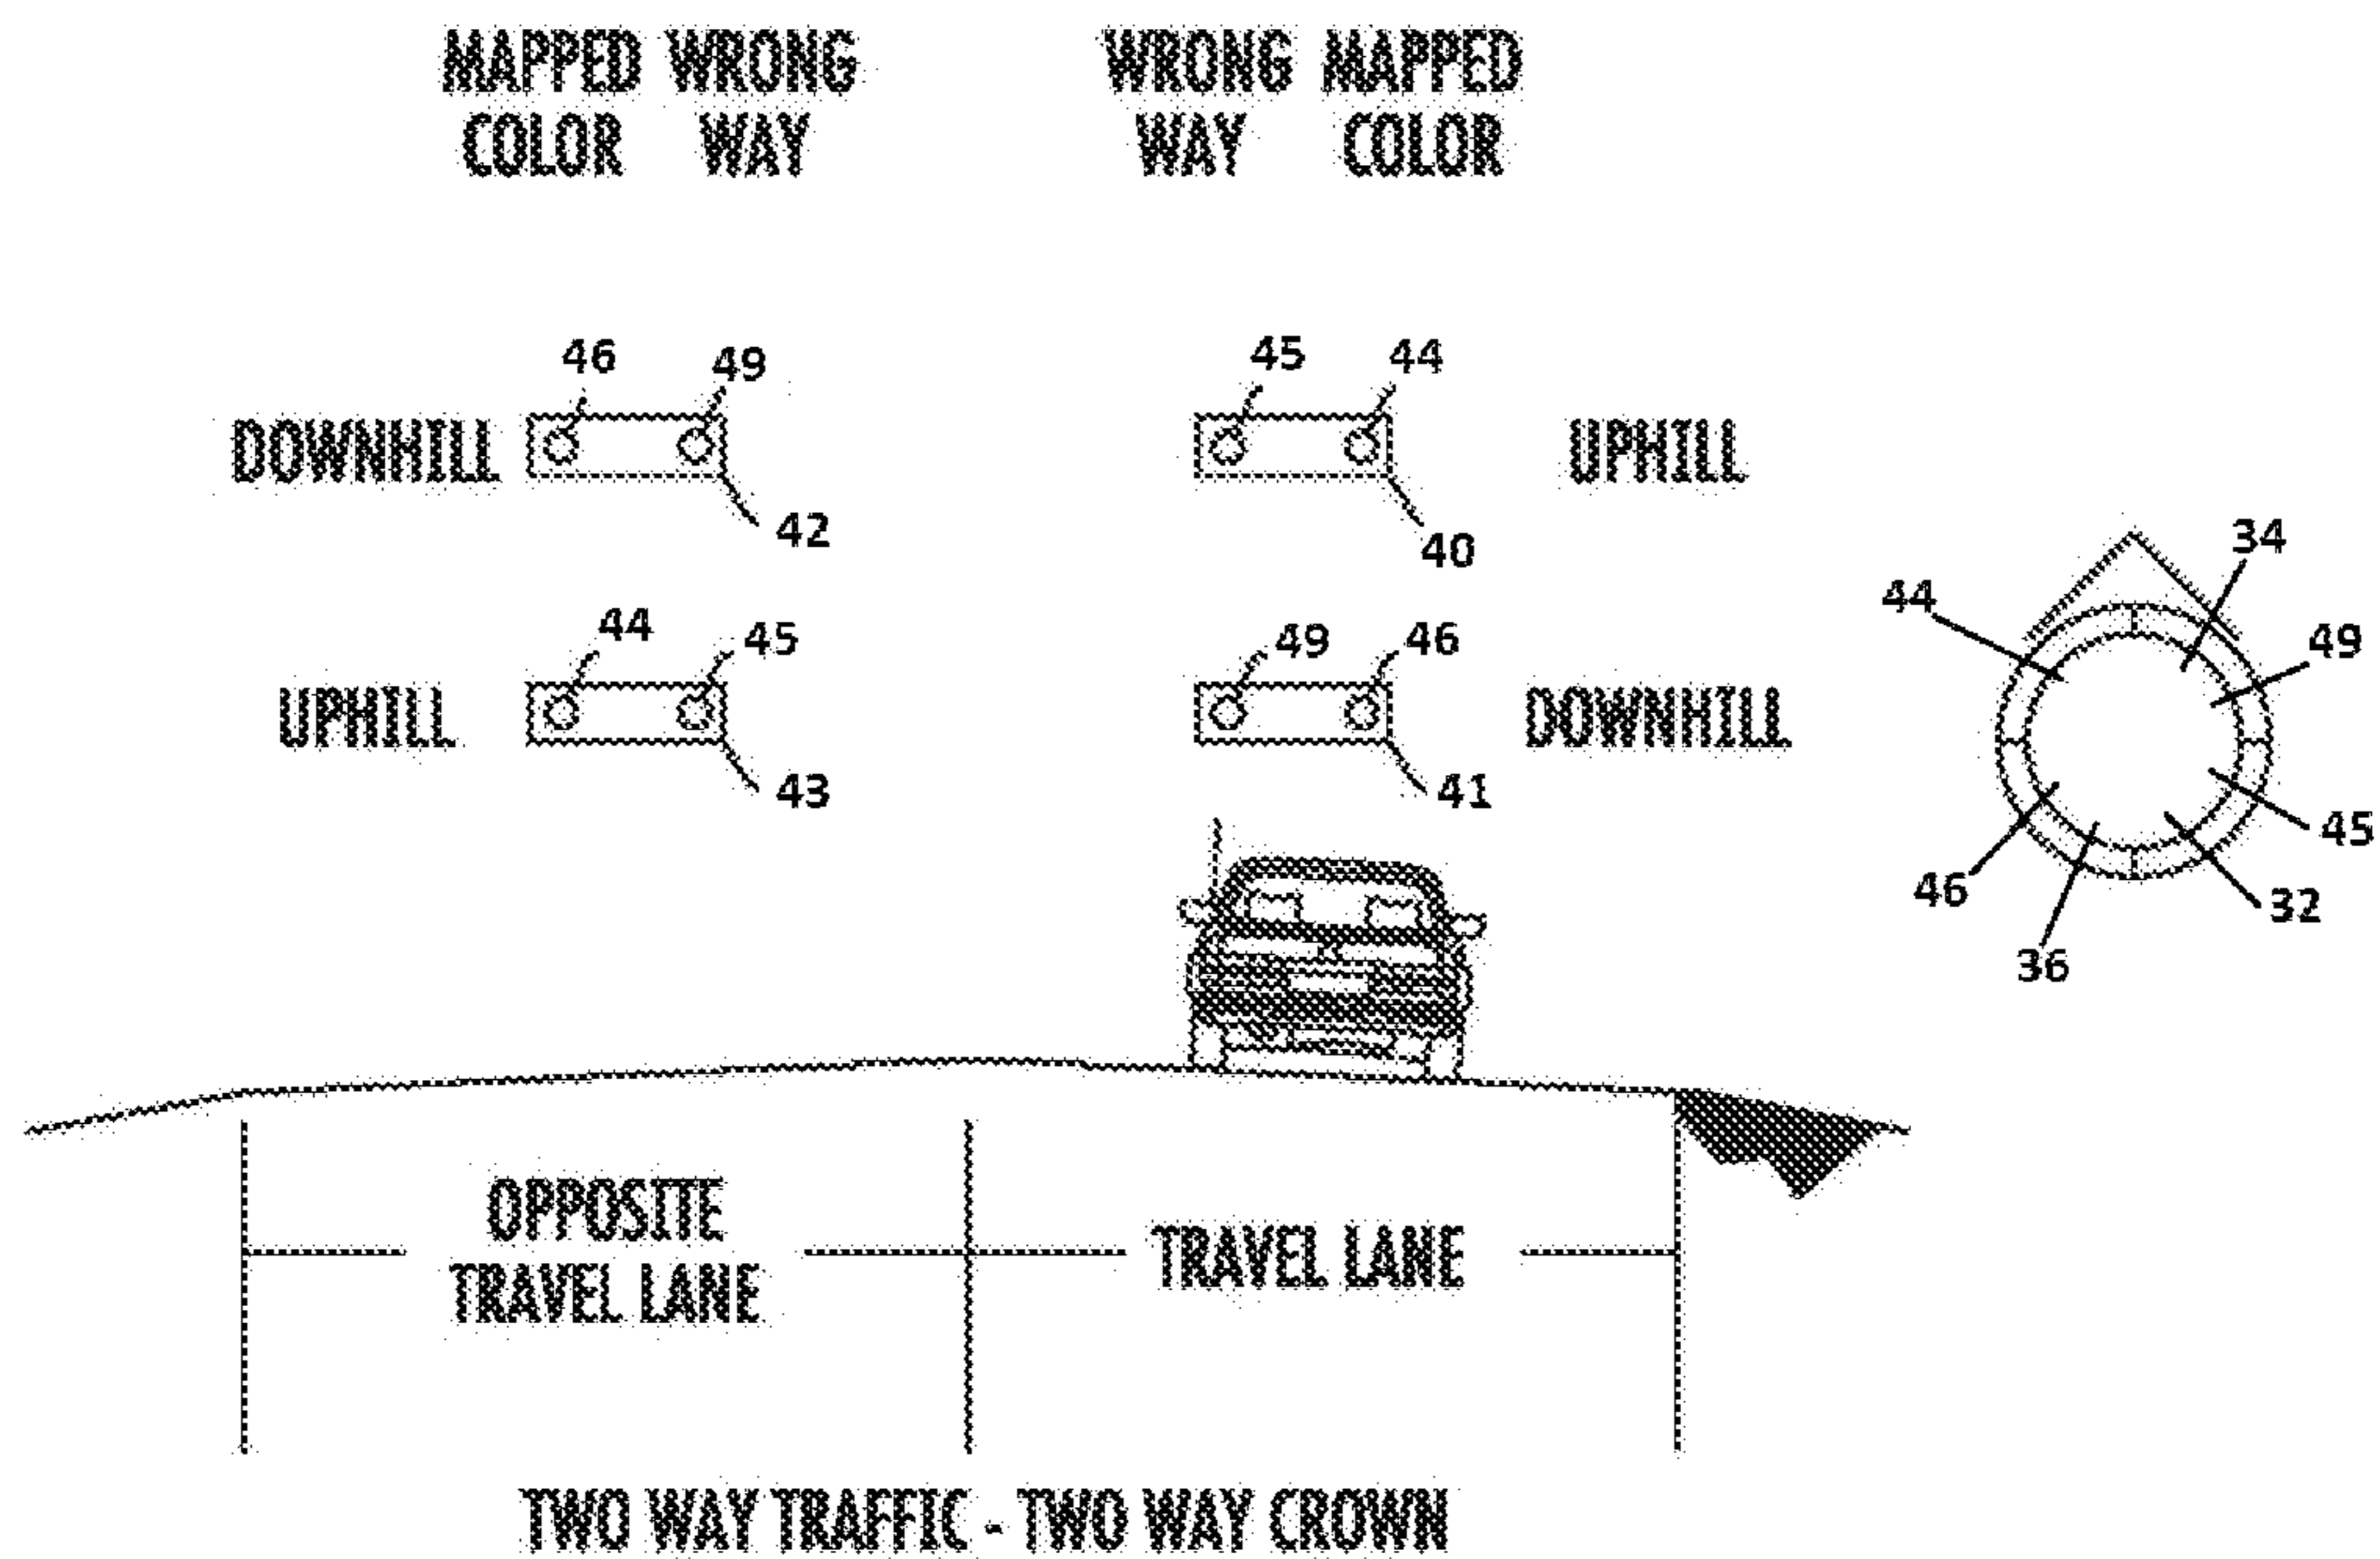 MAPPED WRONG WRONG MAPPED
COLOR WAY WAY COLOR
46 49 45 44
DOWNHILL UPHILL
42 40
34
44 49
44 45 49 46
UPHILL DOWNHILL
43 41
45
46 32
36
OPPOSITE
TRAVEL LANE
TRAVEL LANE
TWO WAY TRAFFIC - TWO WAY CROWN